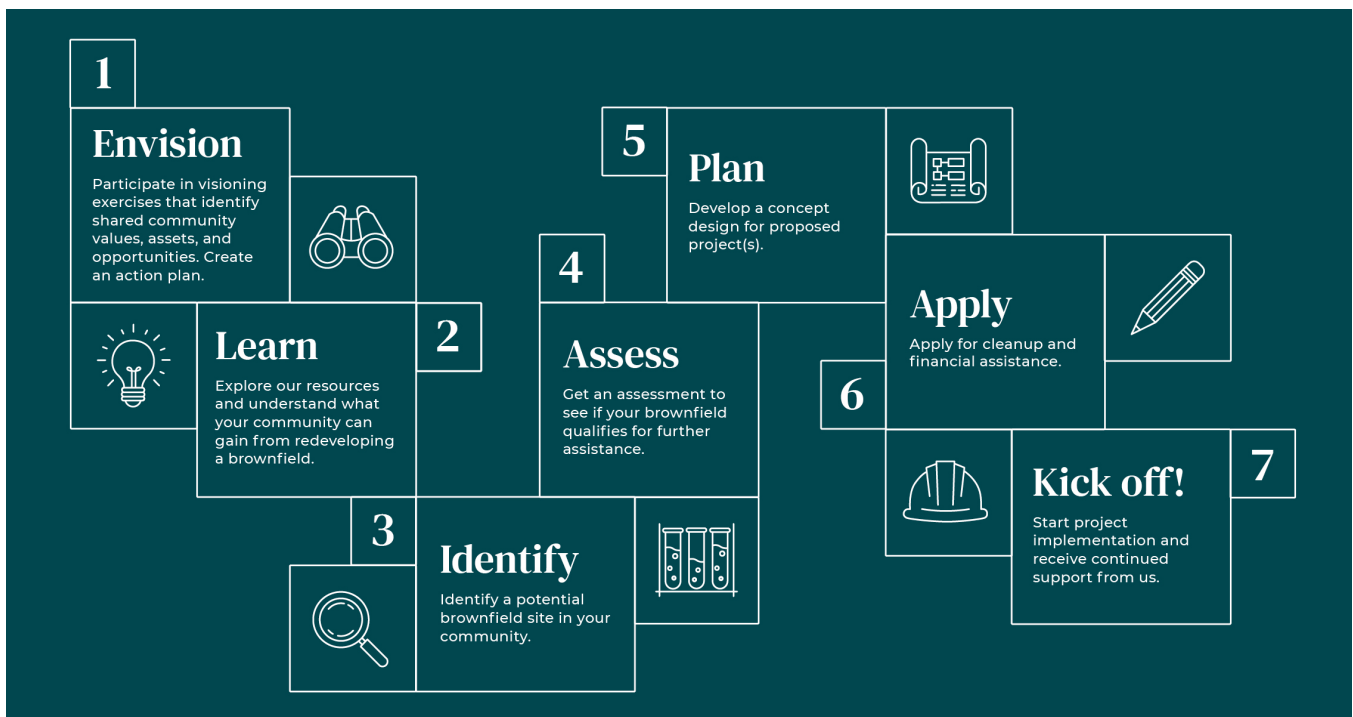 1
Envision
Participate in visioning
exercises that identify
shared community
values, assets, and
opportunities. Create
an action plan.
2
Learn
Explore our resources
and understand what
your community can
gain from redeveloping
a brownfield.
3
Identify
Identify a potential
brownfield site in your
community.
4
Assess
Get an assessment to
see if your brownfield
qualifies for further
assistance.
5
Plan
Develop a concept
design for proposed
project(s).
6
Apply
Apply for cleanup and
financial assistance.
7
Kick off!
Start project
implementation and
receive continued
support from us.